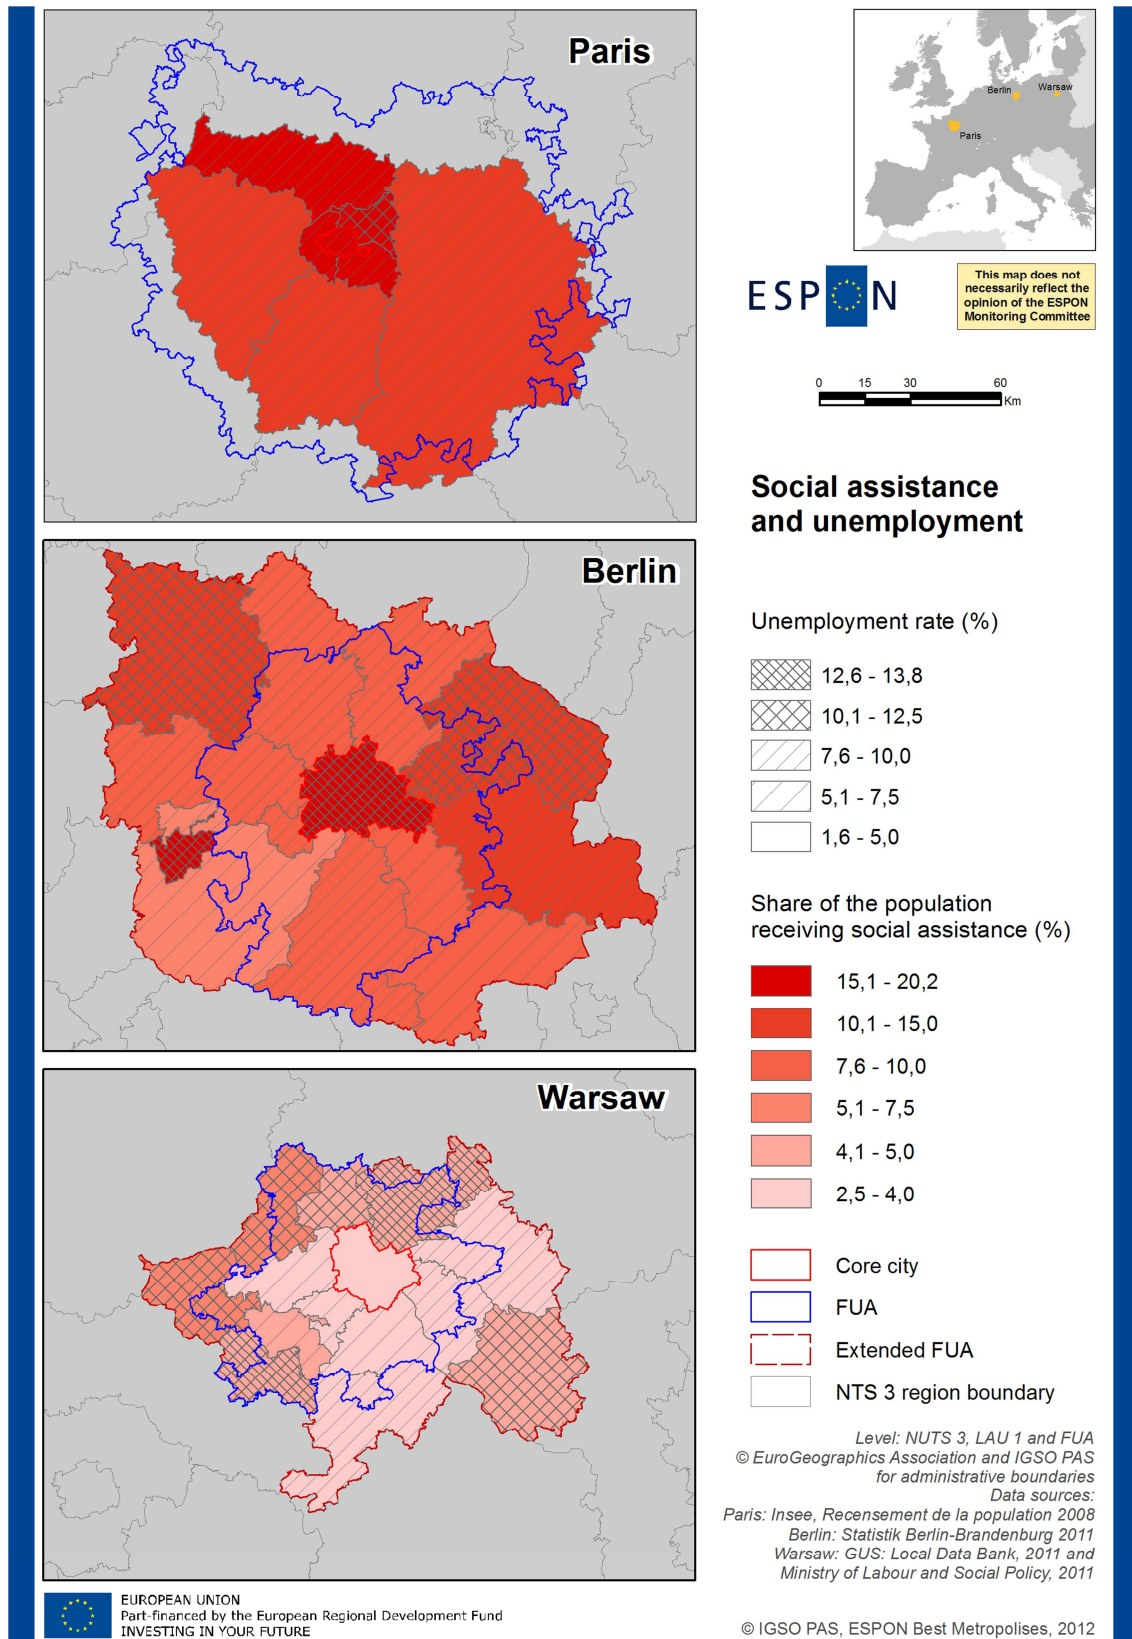 Paris
Berlin
Warsaw
Paris
ESPON
This map does not
necessarily reflect the
opinion of the ESPON
Monitoring Committee
0 15 30 60
Km
Social assistance
and unemployment
Berlin
Unemployment rate (%)
12,6 - 13,8
10,1 - 12,5
7,6 - 10,0
5,1 - 7,5
1,6 - 5,0
Share of the population
receiving social assistance (%)
15,1 - 20,2
10,1 - 15,0
7,6 - 10,0
5,1 - 7,5
4,1 - 5,0
2,5 - 4,0
Warsaw
Core city
FUA
Extended FUA
NTS 3 region boundary
Level: NUTS 3, LAU 1 and FUA
© EuroGeographics Association and IGSO PAS
for administrative boundaries
Data sources:
Paris: Insee, Recensement de la population 2008
Berlin: Statistik Berlin-Brandenburg 2011
Warsaw: GUS: Local Data Bank, 2011 and
Ministry of Labour and Social Policy, 2011
EUROPEAN UNION
Part-financed by the European Regional Development Fund
INVESTING IN YOUR FUTURE
© IGSO PAS, ESPON Best Metropolises, 2012